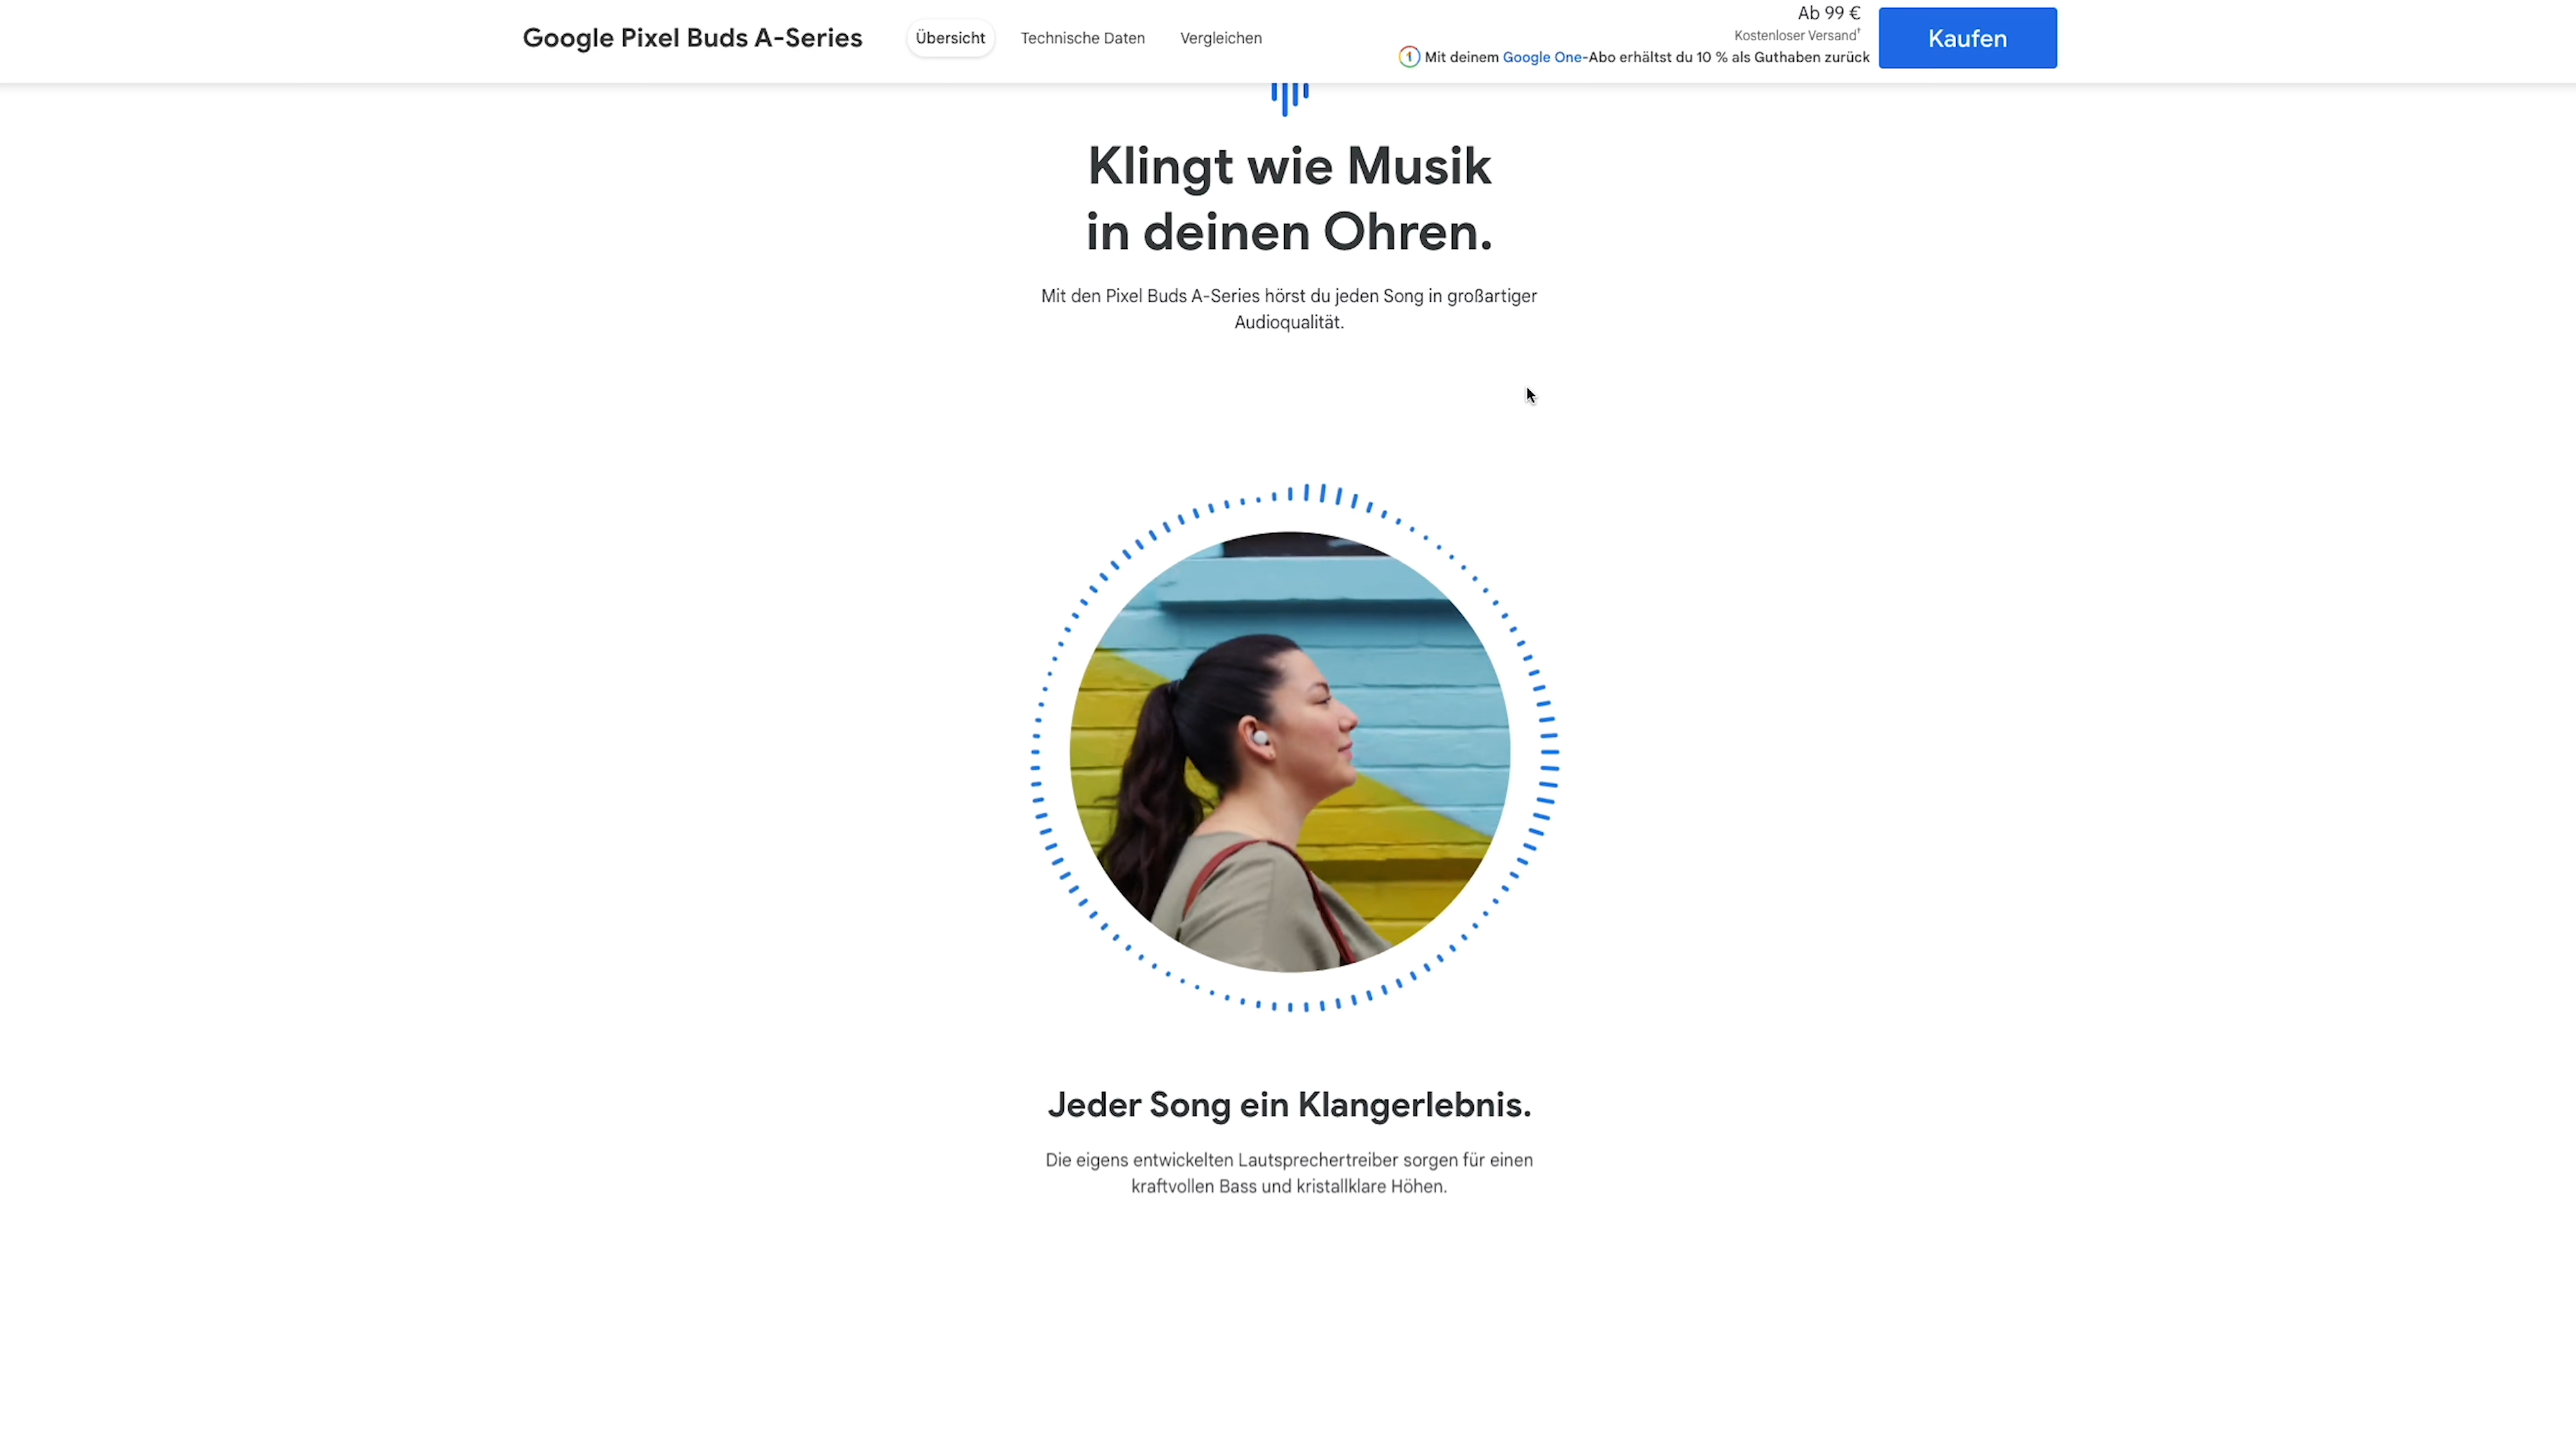 Google Pixel Buds A-Series
Übersicht
Technische Daten
Vergleichen
Ab 99 €
Kostenloser Versand†
Mit deinem Google One-Abo erhältst du 10 % als Guthaben zurück
Kaufen
Klingt wie Musik
in deinen Ohren.
Mit den Pixel Buds A-Series hörst du jeden Song in großartiger
Audioqualität.
Jeder Song ein Klangerlebnis.
Die eigens entwickelten Lautsprechertreiber sorgen für einen
kraftvollen Bass und kristallklare Höhen.